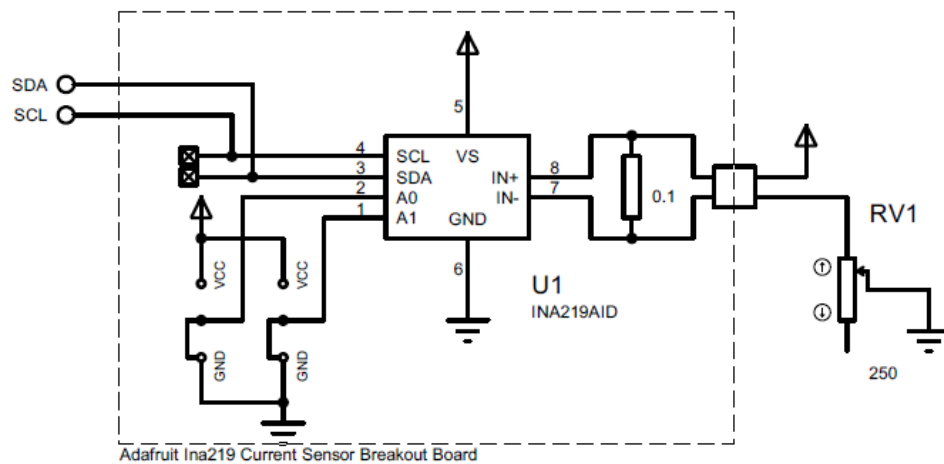 SDA
SCL
5
4 SCL VS
3 SDA IN+ 8
2 A0 IN- 7
1 A1 GND
0.1
RV1
VCC VCC
6
U1
INA219AID
GND GND
250
Adafruit Ina219 Current Sensor Breakout Board